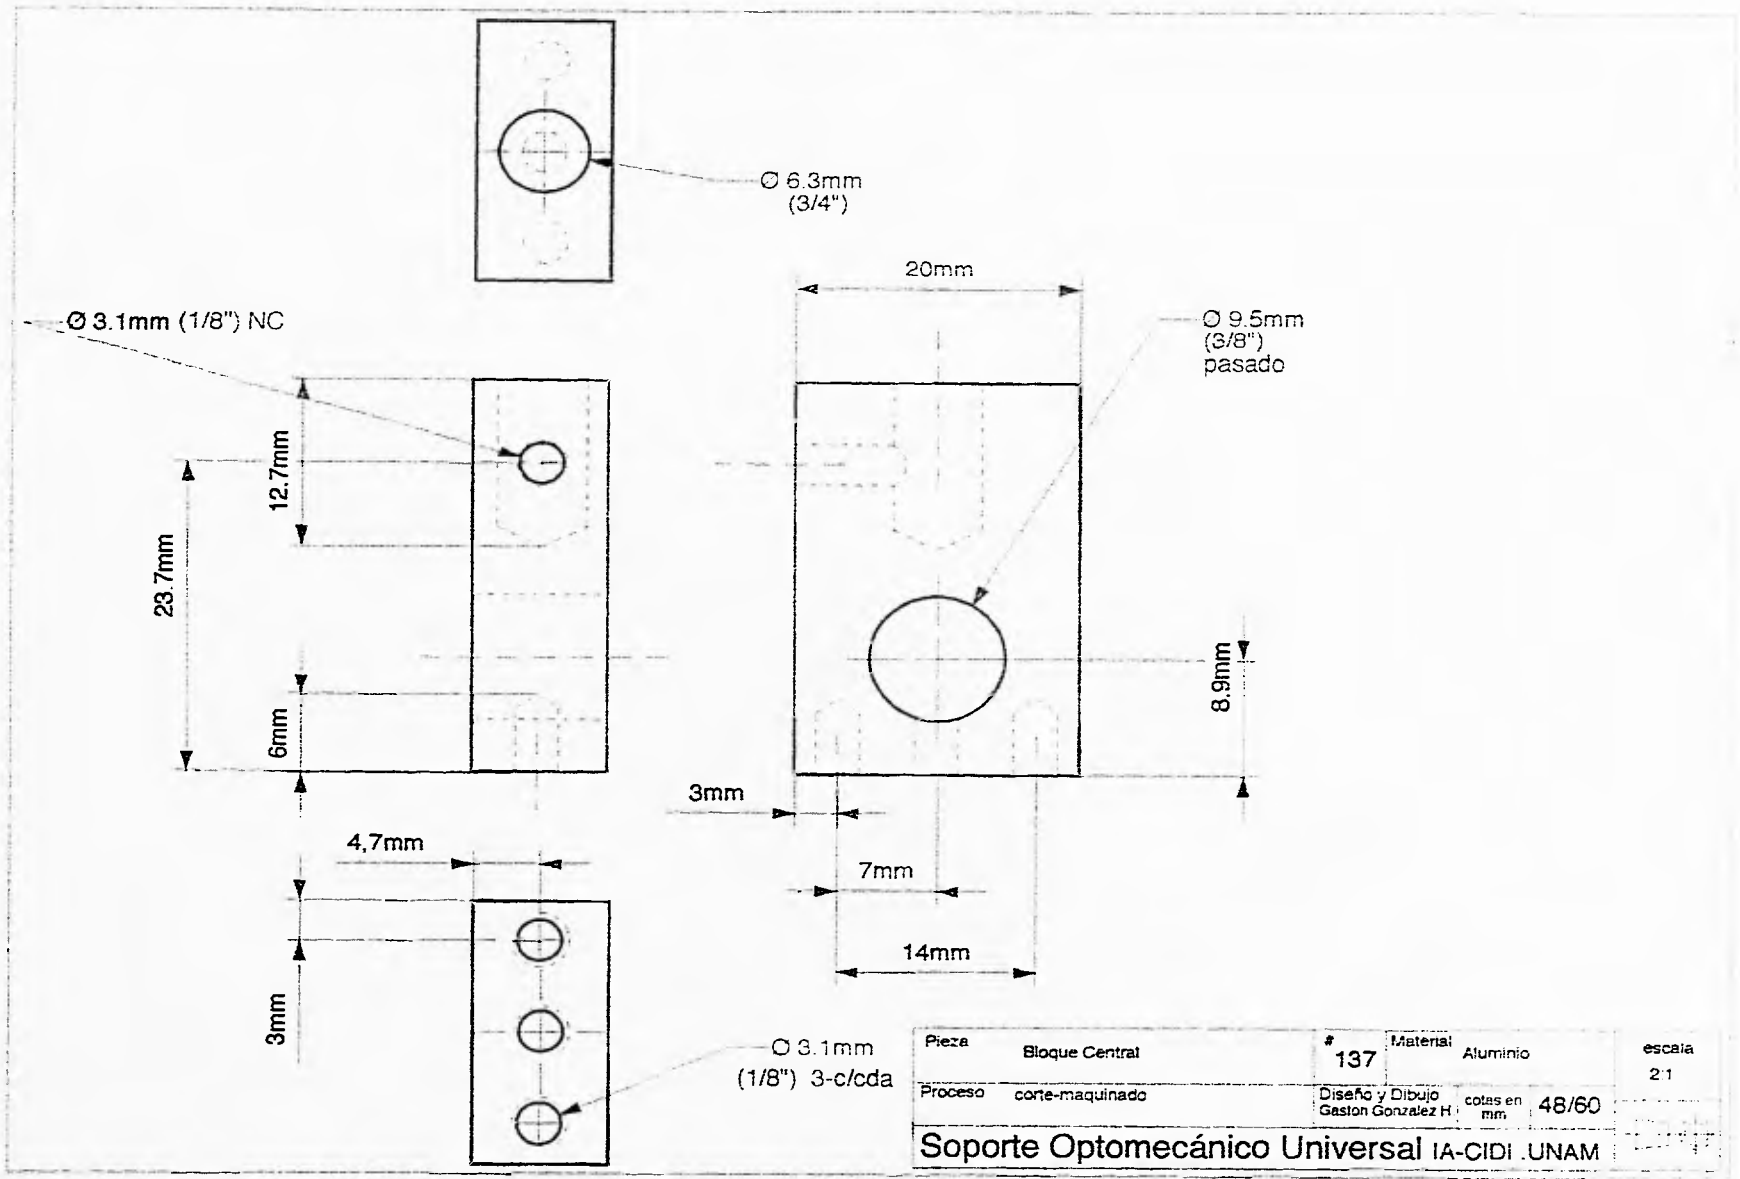 Ø 6.3mm
(3/4")
20mm
Ø 3.1mm (1/8") NC
Ø 9.5mm
(3/8")
pasado
12.7mm
23.7mm
6mm
8.9mm
3mm
4,7mm
7mm
14mm
3mm
Ø 3.1mm
(1/8") 3-c/cda
Pieza Bloque Central # 137 Material Aluminio escala
2:1
Proceso corte-maquinado Diseño y Dibujo
Gaston Gonzalez H cotas en
mm 48/60
Soporte Optomecánico Universal IA-CIDI .UNAM